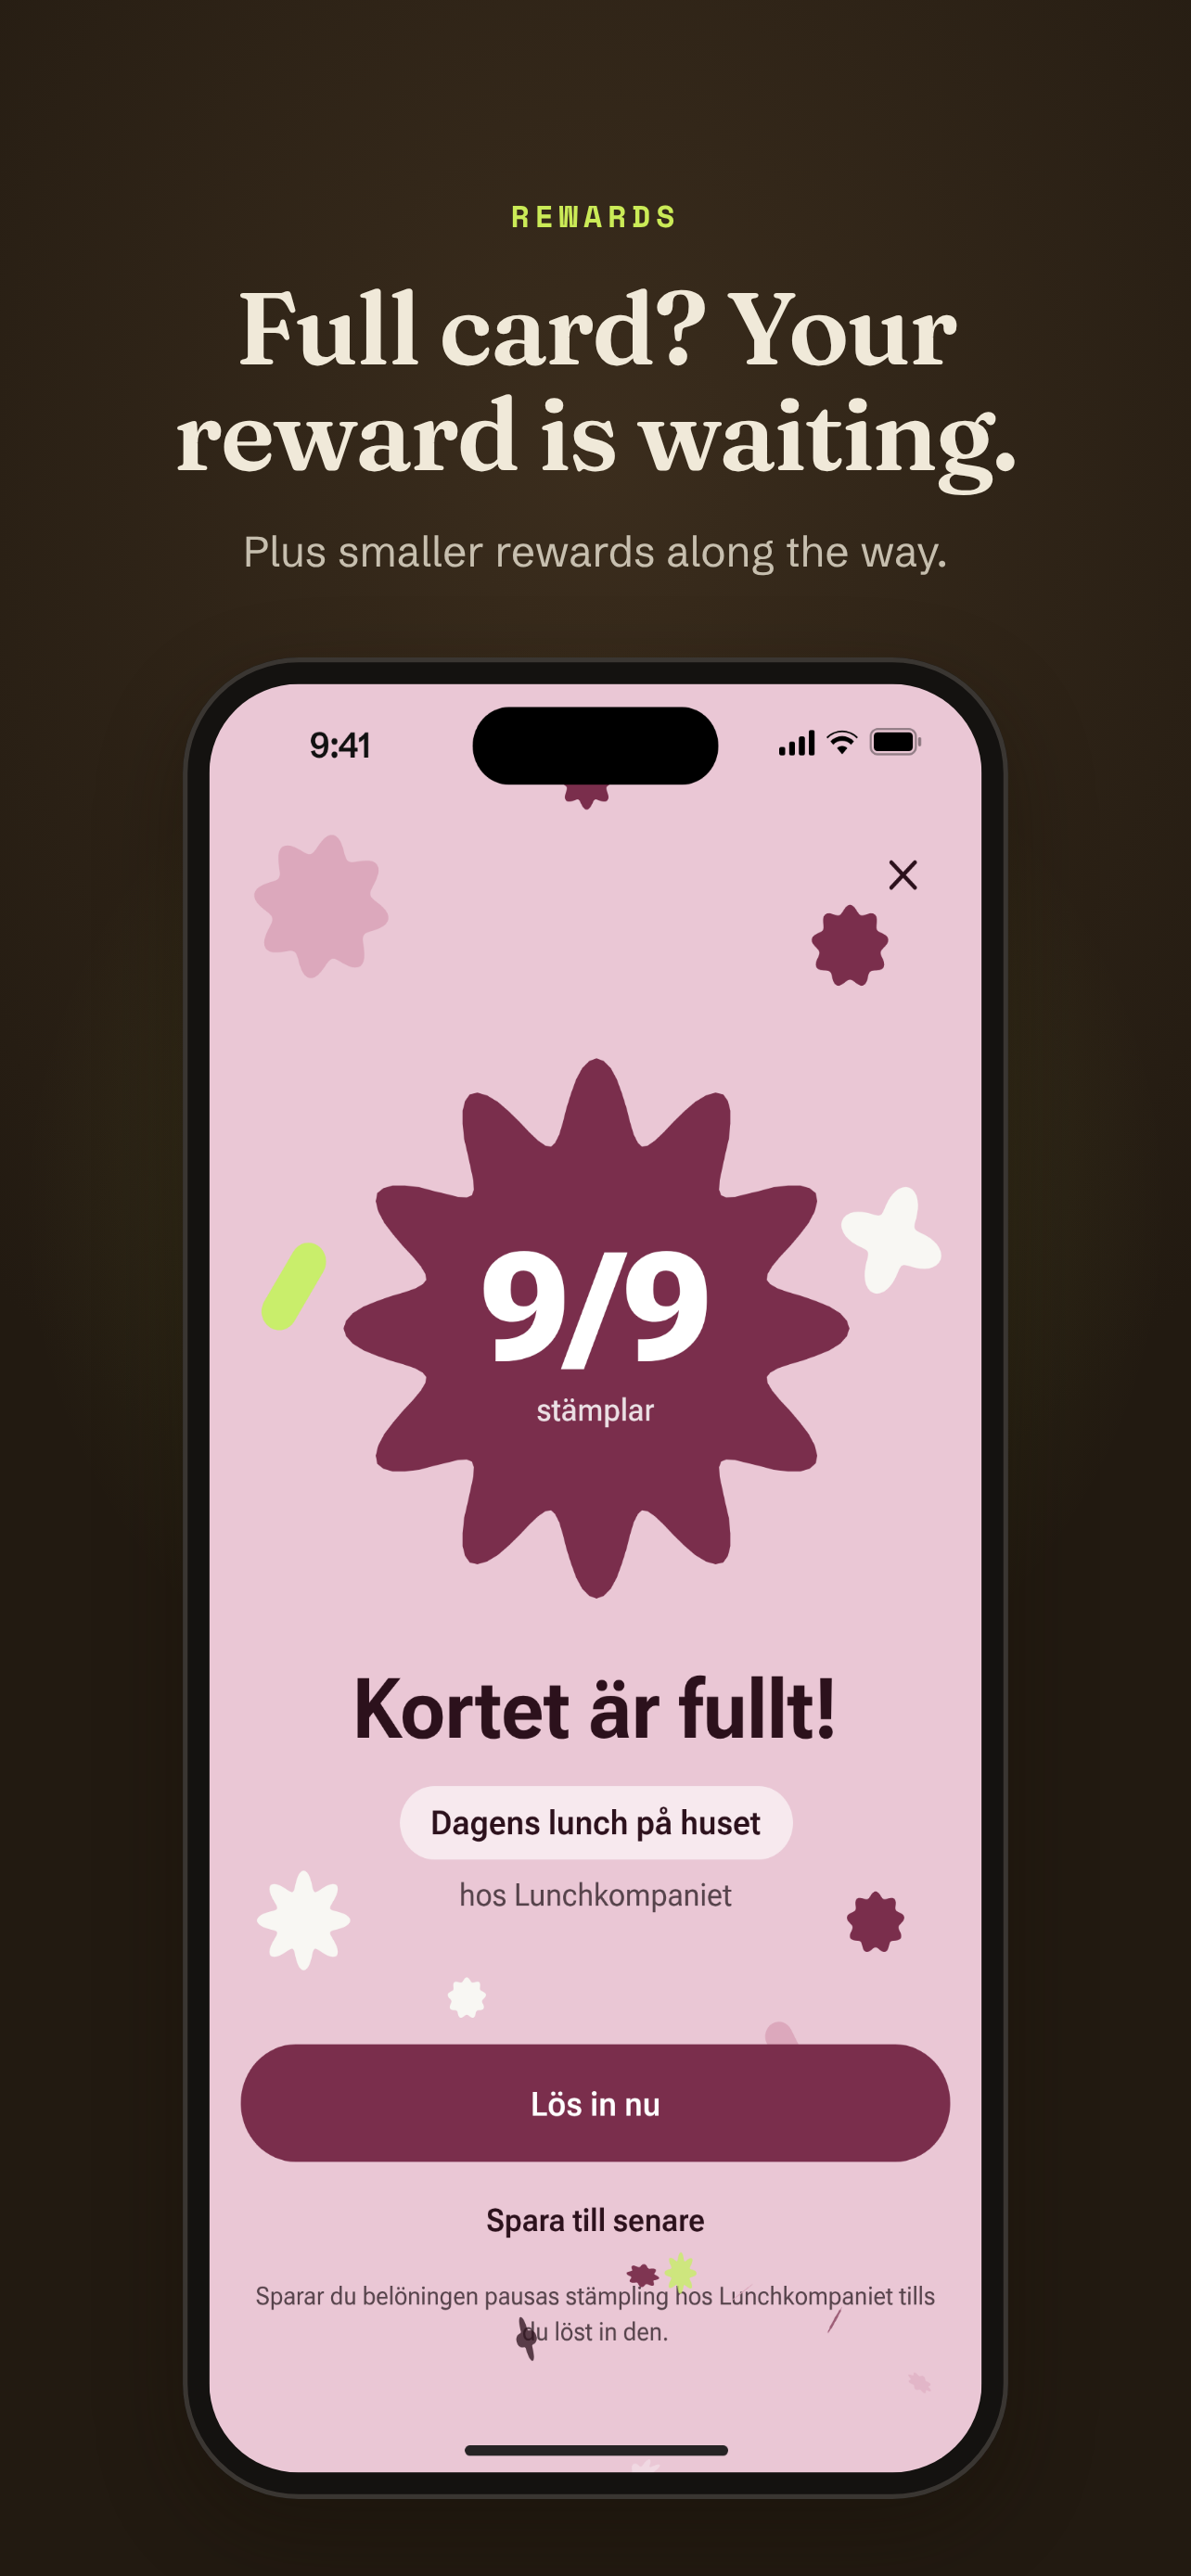 REWARDS
Full card? Your
reward is waiting.
Plus smaller rewards along the way.
9:41
9/9
stämplar
Kortet är fullt!
Dagens lunch på huset
hos Lunchkompaniet
Lös in nu
Spara till senare
Sparar du belöningen pausas stämpling hos Lunchkompaniet tills
du löst in den.